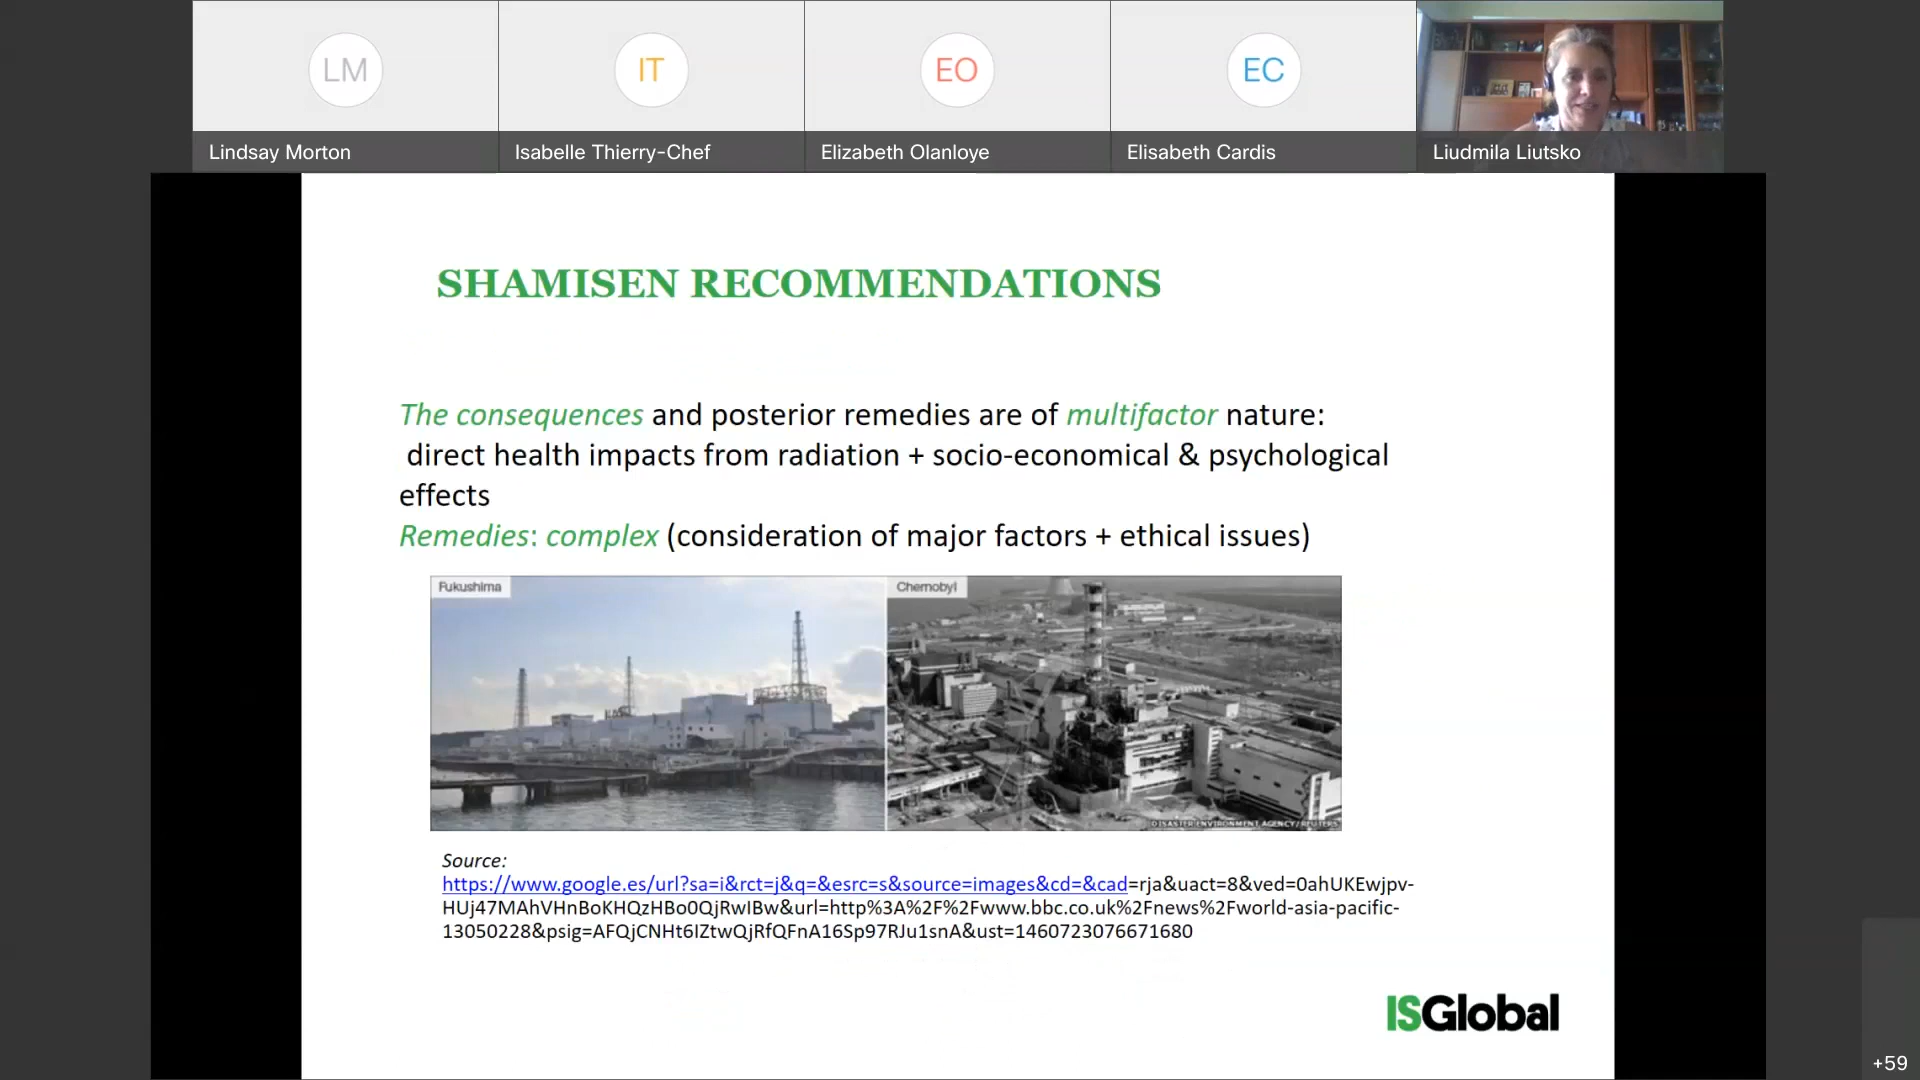 LM
IT
EO
EC
Lindsay Morton
Isabelle Thierry-Chef
Elizabeth Olanloye
Elisabeth Cardis
Liudmila Liutsko
SHAMISEN RECOMMENDATIONS
The consequences and posterior remedies are of multifactor nature:
direct health impacts from radiation + socio-economical & psychological
effects
Remedies: complex (consideration of major factors + ethical issues)
Fukushima
Chernobyl
DISASTER ENVIRONMENT AGENCY/REUTERS
Source:
https://www.google.es/url?sa=i&rct=j&q=&esrc=s&source=images&cd=&cad=rja&uact=8&ved=0ahUKEwjpv-
HUj47MAhVHnBoKHQzHBo0QjRwIBw&url=http%3A%2F%2Fwww.bbc.co.uk%2Fnews%2Fworld-asia-pacific-
13050228&psig=AFQjCNHt6IZtwQjRfQFnA16Sp97RJu1snA&ust=1460723076671680
ISGlobal
+59